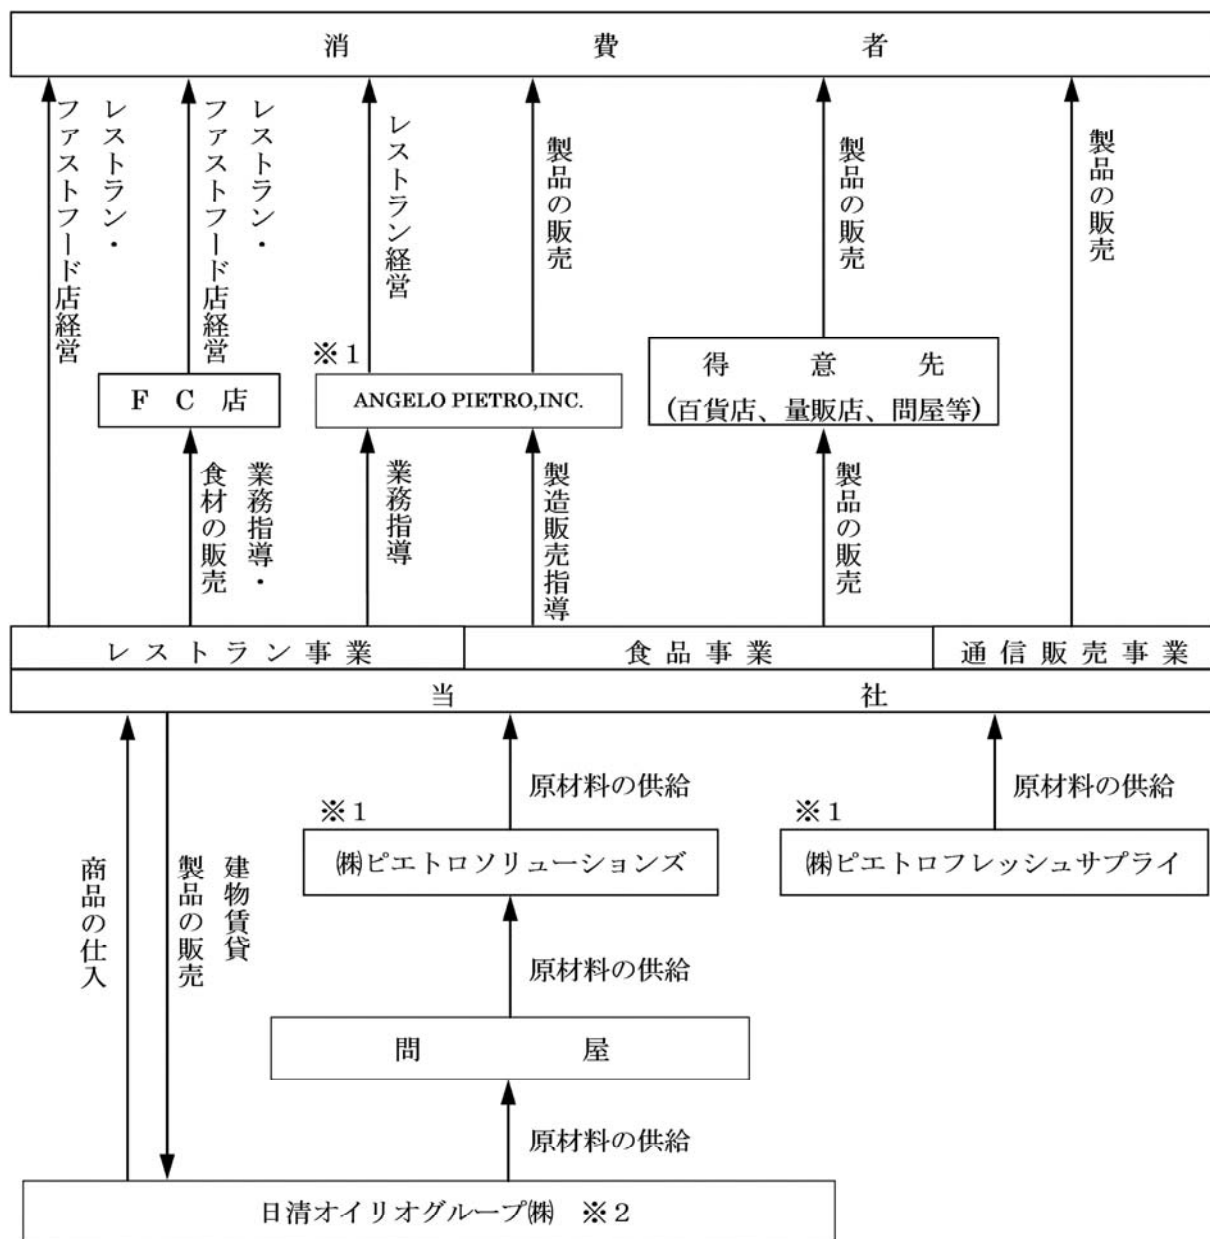 消費者
レストラン・
ファストフード店経営
レストラン・
ファストフード店経営
レストラン経営
製品の販売
製品の販売
製品の販売
※1
FC店
ANGELO PIETRO,INC.
得意先
(百貨店、量販店、問屋等)
業務指導・
食材の販売
業務指導
製造販売指導
製品の販売
レストラン事業
食品事業
通信販売事業
当社
原材料の供給
原材料の供給
※1
※1
㈱ピエトロソリューションズ
㈱ピエトロフレッシュサプライ
商品の仕入
建物賃貸
製品の販売
原材料の供給
問屋
原材料の供給
日清オイリオグループ㈱ ※2